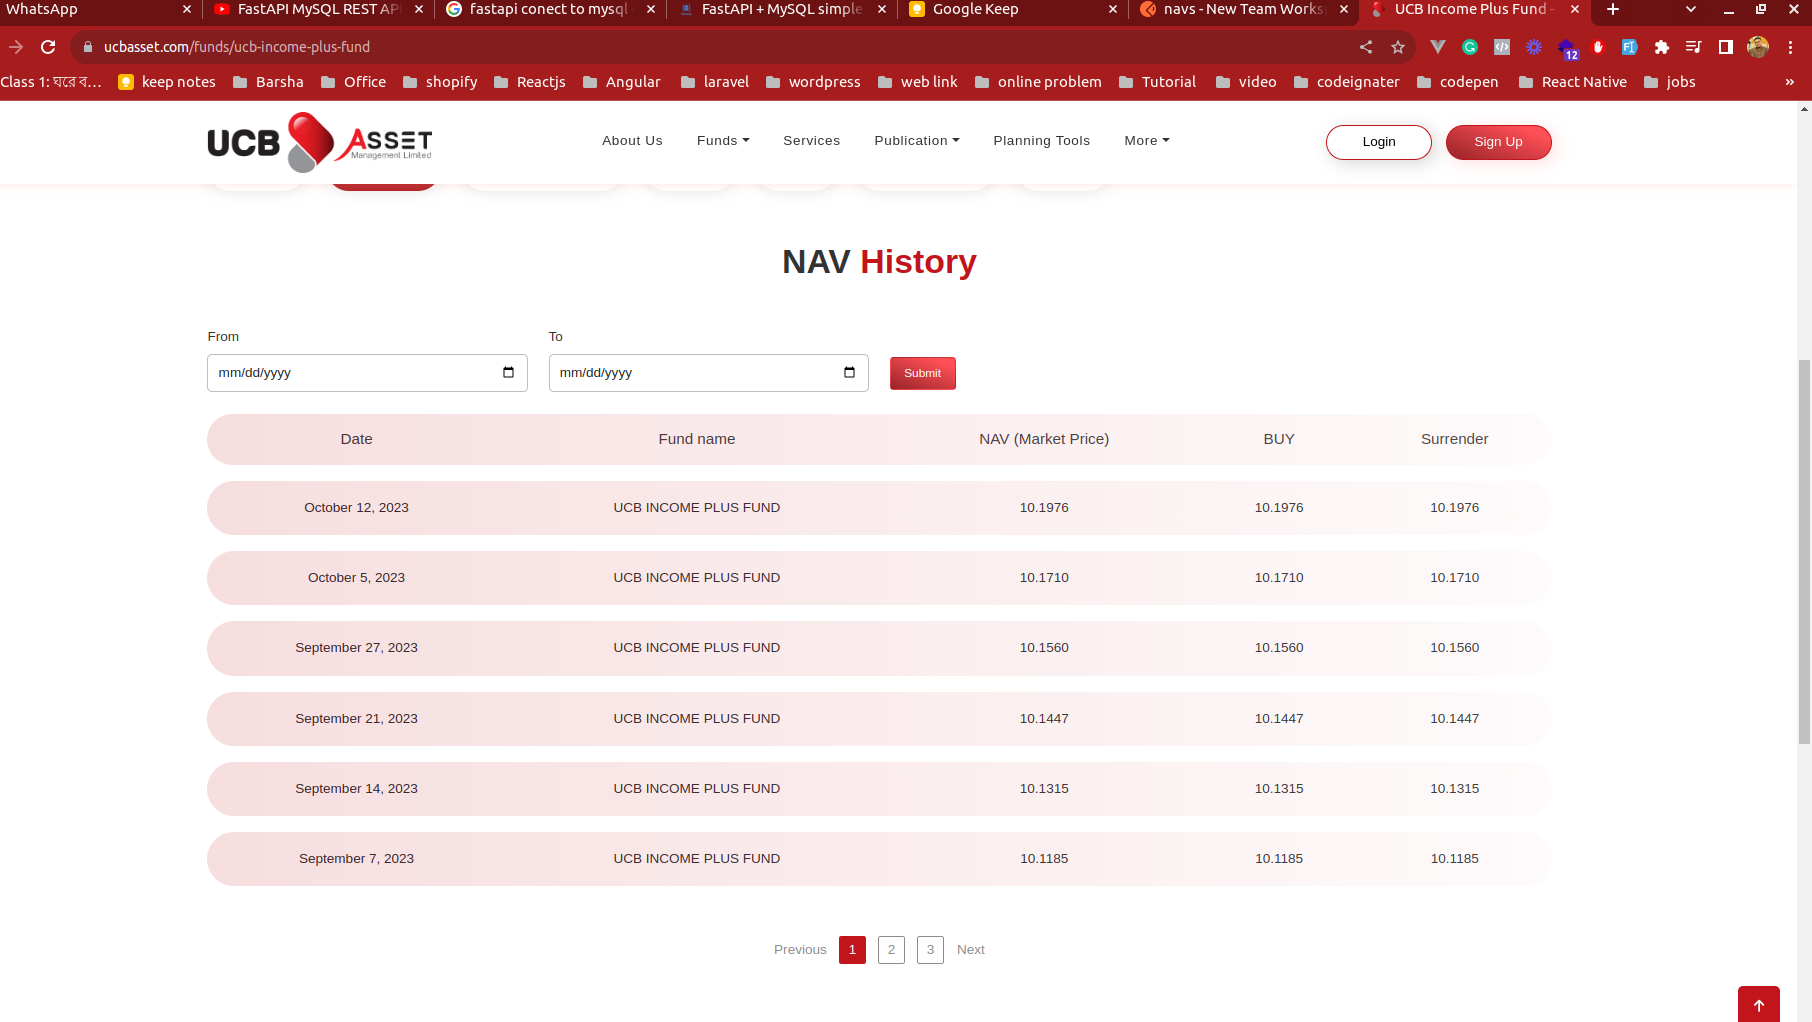 WhatsApp
FastAPI MySQL REST API
fastapi conect to mysql -
FastAPI + MySQL simple
Google Keep
navs - New Team Works
UCB Income Plus Fund -
ucbasset.com/funds/ucb-income-plus-fund
12
Class 1: ঘরে ব... keep notes Barsha Office shopify Reactjs Angular laravel wordpress web link online problem Tutorial video codeignater codepen React Native jobs »
UCB ASSET
Management Limited
About Us Funds Services Publication Planning Tools More
Login Sign Up
NAV History
From To
mm/dd/yyyy mm/dd/yyyy Submit
Date Fund name NAV (Market Price) BUY Surrender
October 12, 2023 UCB INCOME PLUS FUND 10.1976 10.1976 10.1976
October 5, 2023 UCB INCOME PLUS FUND 10.1710 10.1710 10.1710
September 27, 2023 UCB INCOME PLUS FUND 10.1560 10.1560 10.1560
September 21, 2023 UCB INCOME PLUS FUND 10.1447 10.1447 10.1447
September 14, 2023 UCB INCOME PLUS FUND 10.1315 10.1315 10.1315
September 7, 2023 UCB INCOME PLUS FUND 10.1185 10.1185 10.1185
Previous 1 2 3 Next